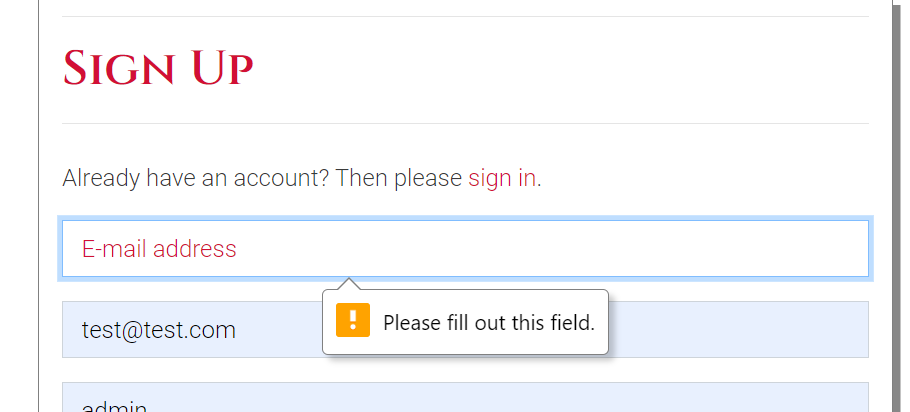 Sign Up
Already have an account? Then please sign in.
E-mail address
Please fill out this field.
test@test.com
admin